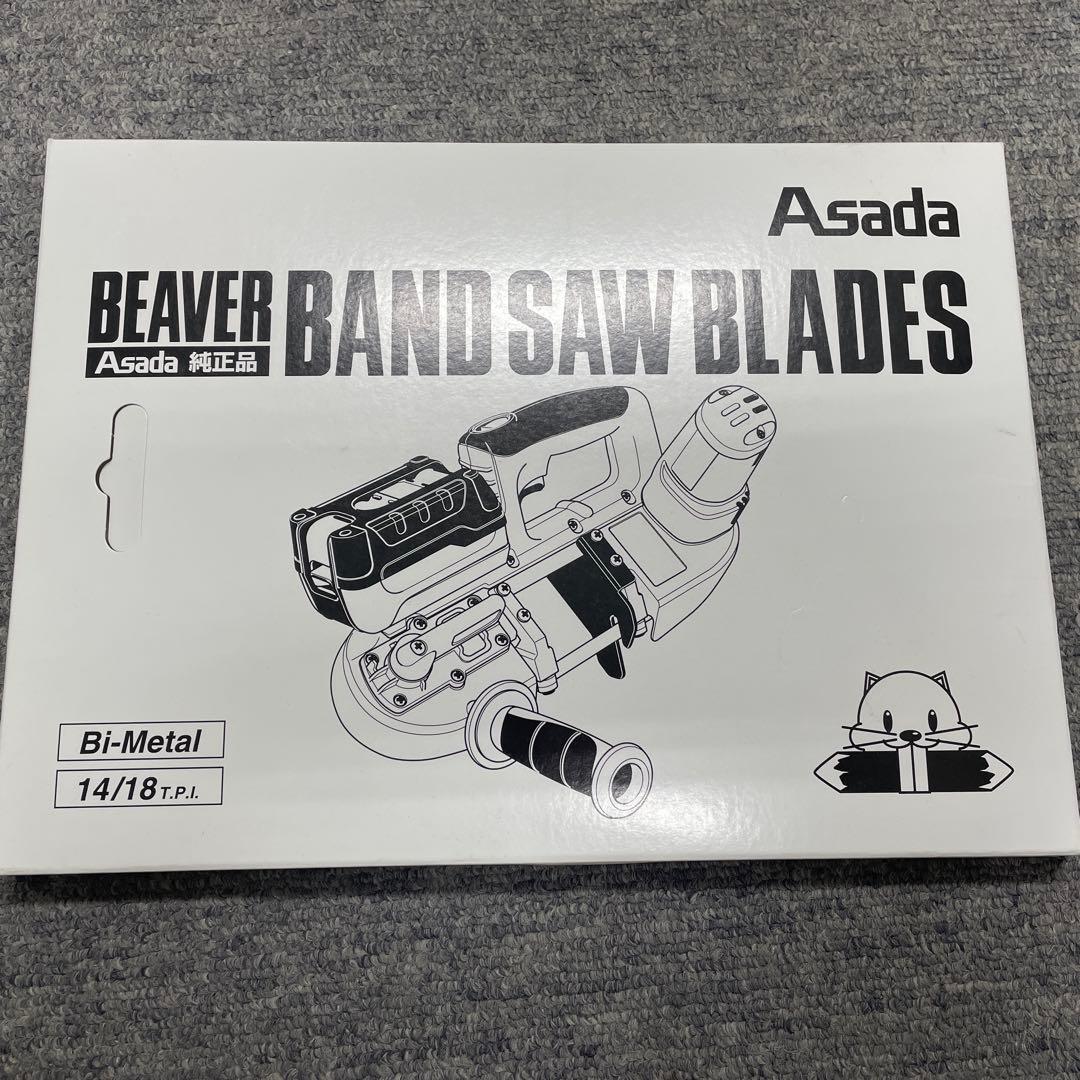 Asada
BEAVER BAND SAW BLADES
Asada 純正品
Bi-Metal
14/18 T.P.I.